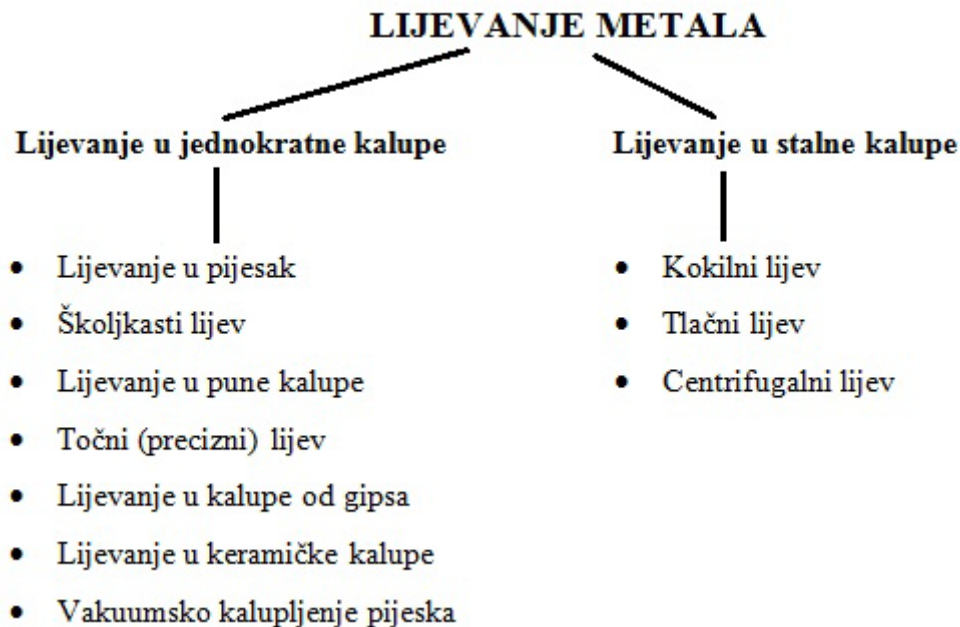 LIJEVANJE METALA
Lijevanje u jednokratne kalupe
Lijevanje u pijesak
Školjkasti lijev
Lijevanje u pune kalupe
Točni (precizni) lijev
Lijevanje u kalupe od gipsa
Lijevanje u keramičke kalupe
Vakuumsko kalupljenje pijeska
Lijevanje u stalne kalupe
Kokilni lijev
Tlačni lijev
Centrifugalni lijev